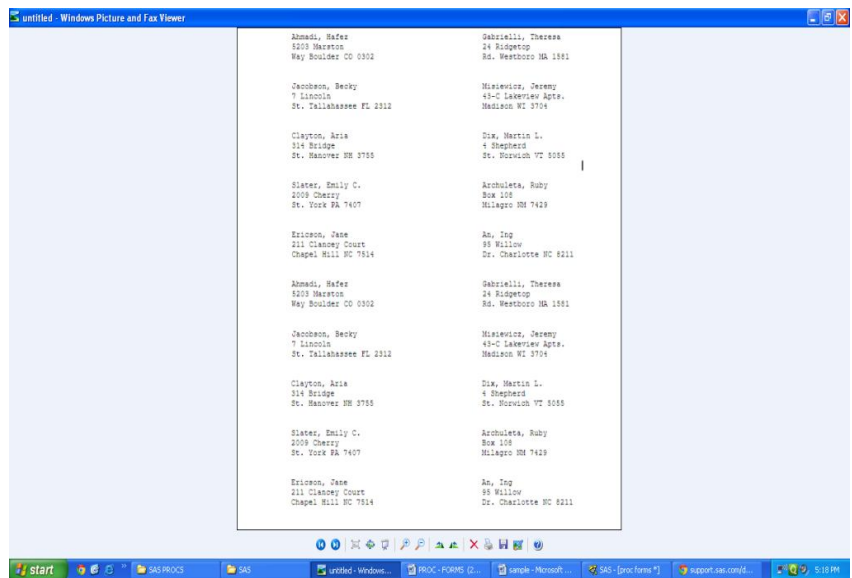 untitled - Windows Picture and Fax Viewer
Ahmadi, Hafez
5203 Marston
Way Boulder CO 0302
Gabrielli, Theresa
24 Ridgetop
Rd. Westboro MA 1581
Jacobson, Becky
7 Lincoln
St. Tallahassee FL 2312
Misiewicz, Jeremy
43-C Lakeview Apts.
Madison WI 3704
Clayton, Aria
314 Bridge
St. Hanover NH 3755
Dix, Martin L.
4 Shepherd
St. Norwich VT 5055
Slater, Emily C.
2009 Cherry
St. York PA 7407
Archuleta, Ruby
Box 108
Milagro NM 7429
Ericson, Jane
211 Clancey Court
Chapel Hill NC 7514
An, Ing
95 Willow
Dr. Charlotte NC 8211
Ahmadi, Hafez
5203 Marston
Way Boulder CO 0302
Gabrielli, Theresa
24 Ridgetop
Rd. Westboro MA 1581
Jacobson, Becky
7 Lincoln
St. Tallahassee FL 2312
Misiewicz, Jeremy
43-C Lakeview Apts.
Madison WI 3704
Clayton, Aria
314 Bridge
St. Hanover NH 3755
Dix, Martin L.
4 Shepherd
St. Norwich VT 5055
Slater, Emily C.
2009 Cherry
St. York PA 7407
Archuleta, Ruby
Box 108
Milagro NM 7429
Ericson, Jane
211 Clancey Court
Chapel Hill NC 7514
An, Ing
95 Willow
Dr. Charlotte NC 8211
start
SAS PROCS
SAS
untitled - Windows...
PROC - FORMS (2...
sample - Microsoft ...
SAS - [proc forms *]
support.sas.com/d...
5:18 PM